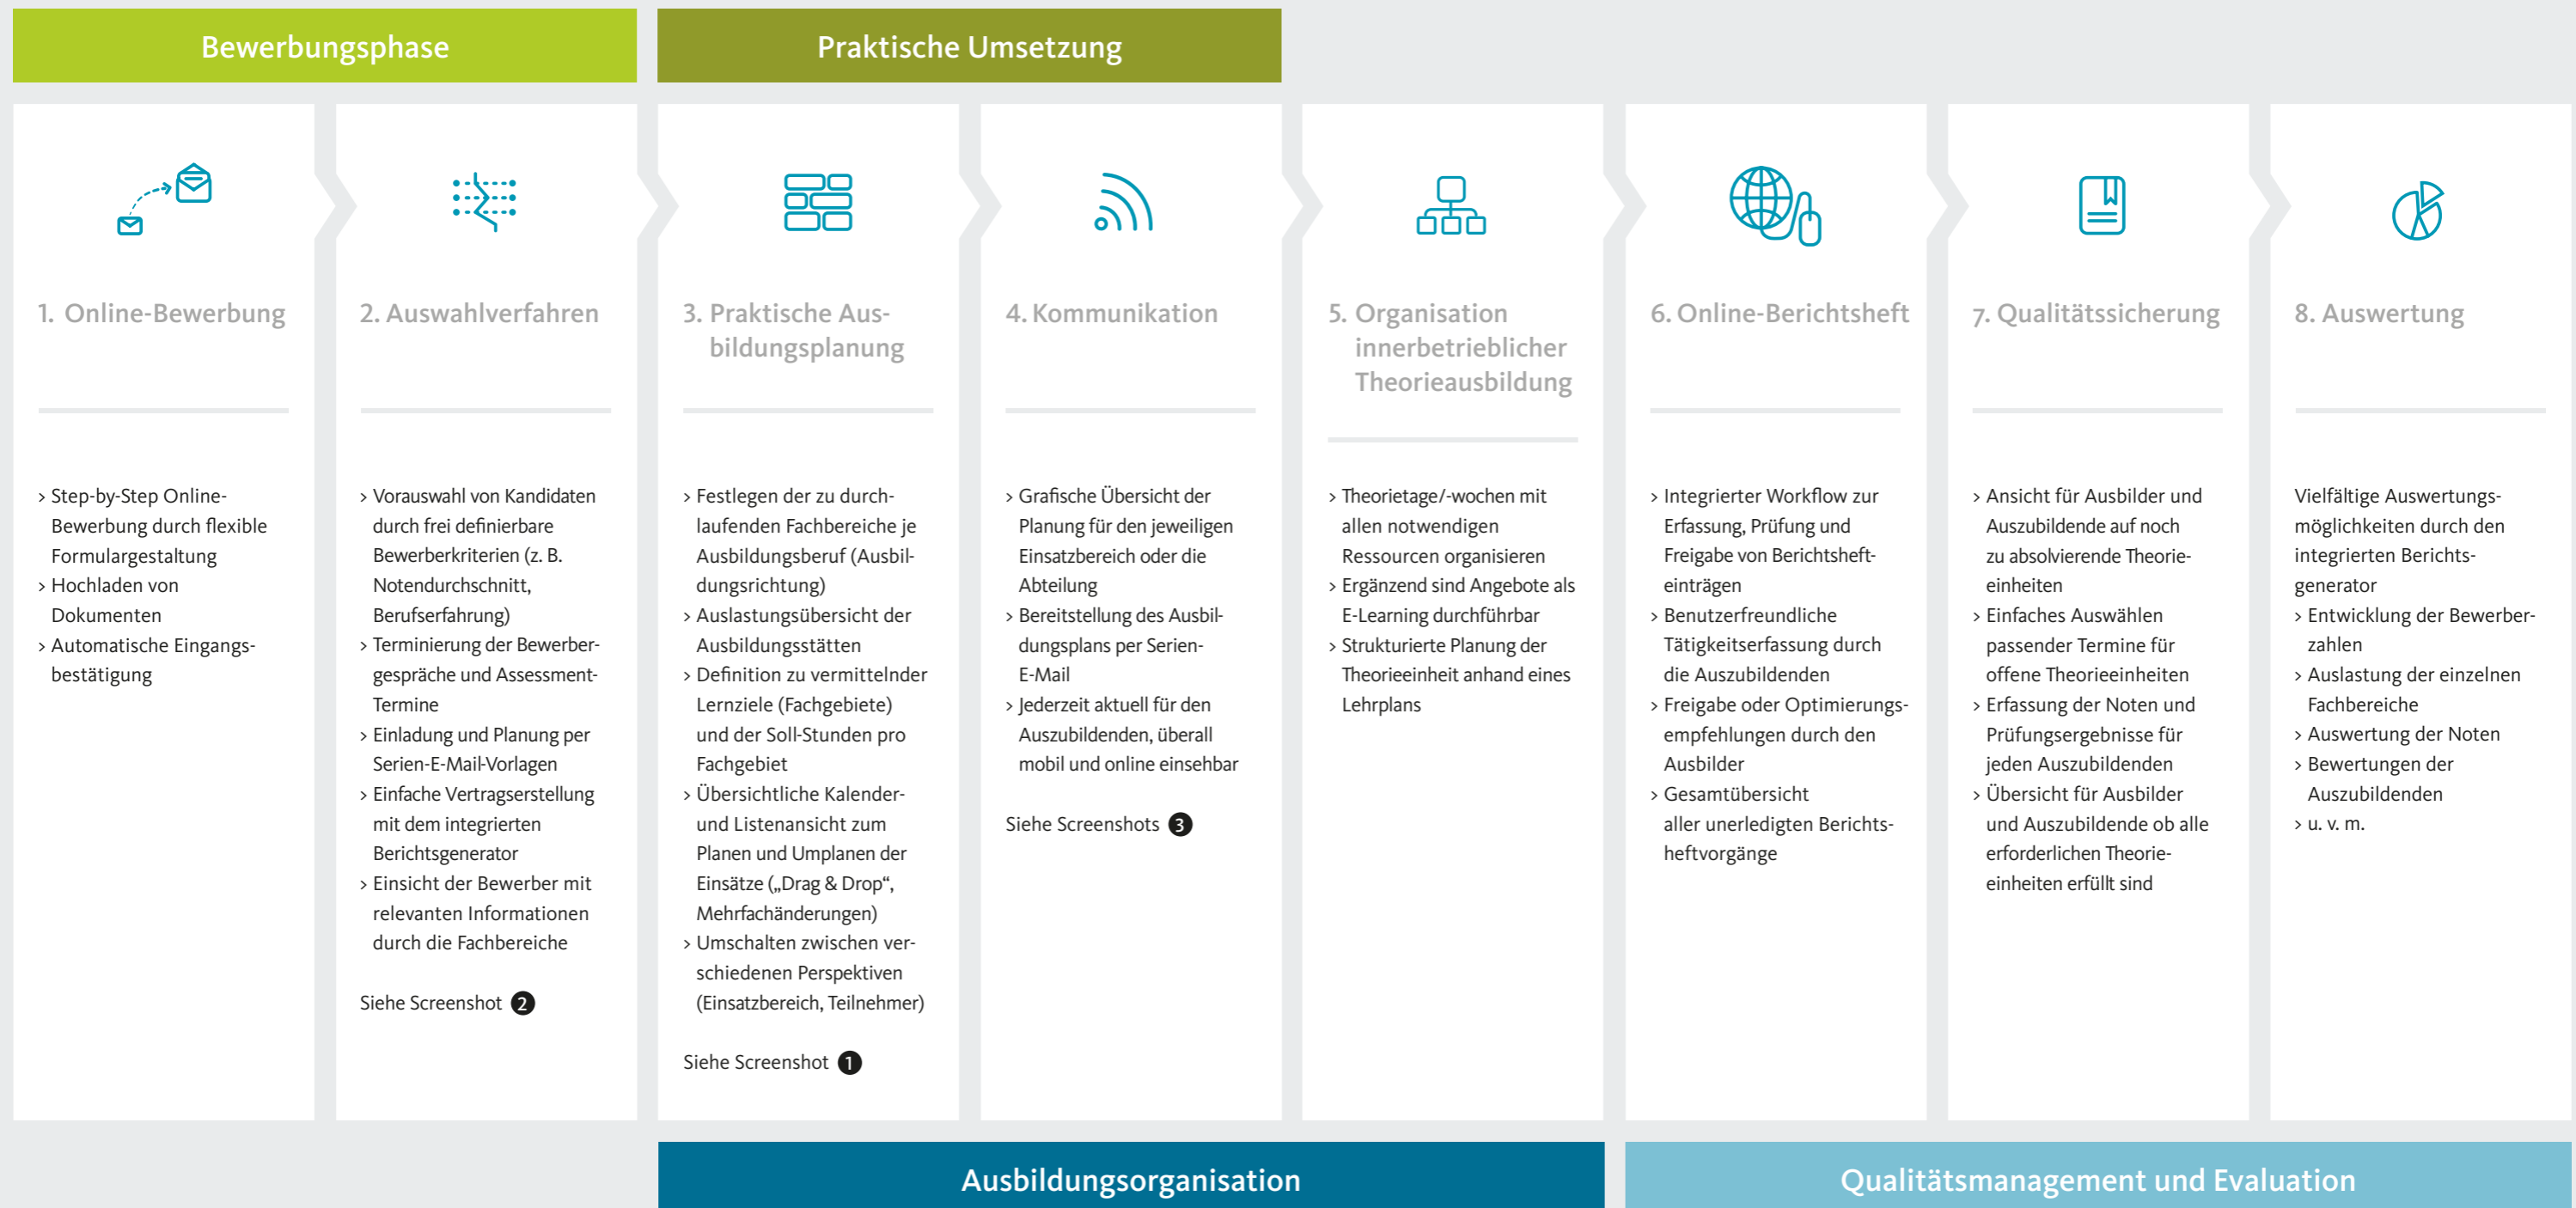 Bewerbungsphase
Praktische Umsetzung
1. Online-Bewerbung
> Step-by-Step Online-
Bewerbung durch flexible
Formulargestaltung
> Hochladen von
Dokumenten
> Automatische Eingangs-
bestätigung
2. Auswahlverfahren
> Vorauswahl von Kandidaten
durch frei definierbare
Bewerberkriterien (z. B.
Notendurchschnitt,
Berufserfahrung)
> Terminierung der Bewerber-
gespräche und Assessment-
Termine
> Einladung und Planung per
Serien-E-Mail-Vorlagen
> Einfache Vertragserstellung
mit dem integrierten
Berichtsgenerator
> Einsicht der Bewerber mit
relevanten Informationen
durch die Fachbereiche
Siehe Screenshot 2
3. Praktische Aus-
bildungsplanung
> Festlegen der zu durch-
laufenden Fachbereiche je
Ausbildungsberuf (Ausbil-
dungsrichtung)
> Auslastungsübersicht der
Ausbildungsstätten
> Definition zu vermittelnder
Lernziele (Fachgebiete)
und der Soll-Stunden pro
Fachgebiet
> Übersichtliche Kalender-
und Listenansicht zum
Planen und Umplanen der
Einsätze („Drag & Drop“,
Mehrfachänderungen)
> Umschalten zwischen ver-
schiedenen Perspektiven
(Einsatzbereich, Teilnehmer)
Siehe Screenshot 1
4. Kommunikation
> Grafische Übersicht der
Planung für den jeweiligen
Einsatzbereich oder die
Abteilung
> Bereitstellung des Ausbil-
dungsplans per Serien-
E-Mail
> Jederzeit aktuell für den
Auszubildenden, überall
mobil und online einsehbar
Siehe Screenshots 3
5. Organisation
innerbetrieblicher
Theorieausbildung
> Theorietage/-wochen mit
allen notwendigen
Ressourcen organisieren
> Ergänzend sind Angebote als
E-Learning durchführbar
> Strukturierte Planung der
Theorieeinheit anhand eines
Lehrplans
6. Online-Berichtsheft
> Integrierter Workflow zur
Erfassung, Prüfung und
Freigabe von Berichtsheft-
einträgen
> Benutzerfreundliche
Tätigkeitserfassung durch
die Auszubildenden
> Freigabe oder Optimierungs-
empfehlungen durch den
Ausbilder
> Gesamtübersicht
aller unerledigten Berichts-
heftvorgänge
7. Qualitätssicherung
> Ansicht für Ausbilder und
Auszubildende auf noch
zu absolvierende Theorie-
einheiten
> Einfaches Auswählen
passender Termine für
offene Theorieeinheiten
> Erfassung der Noten und
Prüfungsergebnisse für
jeden Auszubildenden
> Übersicht für Ausbilder
und Auszubildende ob alle
erforderlichen Theorie-
einheiten erfüllt sind
8. Auswertung
Vielfältige Auswertungs-
möglichkeiten durch den
integrierten Berichts-
generator
> Entwicklung der Bewerber-
zahlen
> Auslastung der einzelnen
Fachbereiche
> Auswertung der Noten
> Bewertungen der
Auszubildenden
> u. v. m.
Ausbildungsorganisation
Qualitätsmanagement und Evaluation